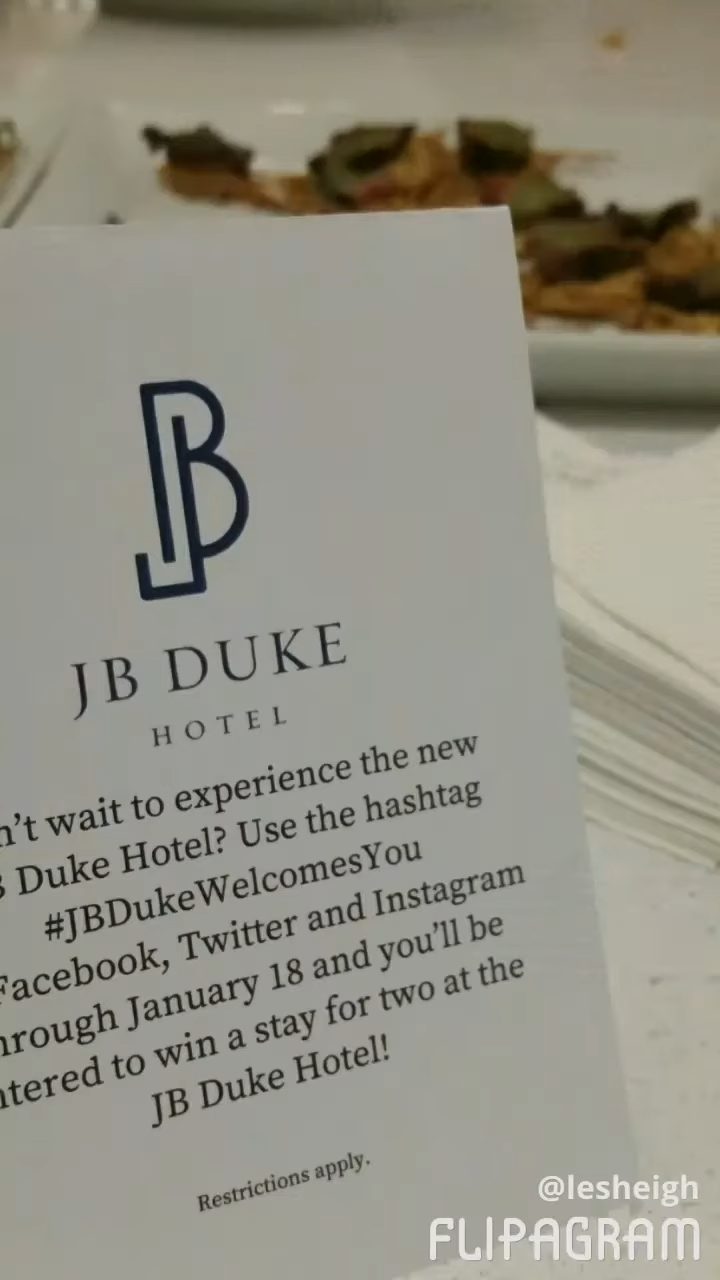 JB
JB DUKE
HOTEL
n't wait to experience the new
B Duke Hotel? Use the hashtag
#JBDukeWelcomesYou
Facebook, Twitter and Instagram
hrough January 18 and you'll be
ntered to win a stay for two at the
JB Duke Hotel!
Restrictions apply.
@lesheigh
FLIPAGRAM